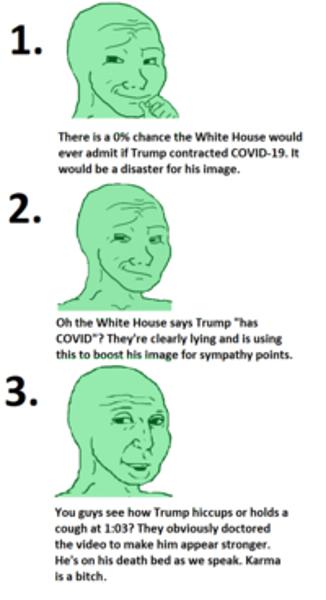 1.
There is a 0% chance the White House would
ever admit if Trump contracted COVID-19. It
would be a disaster for his image.
2.
Oh the White House says Trump "has
COVID"? They're clearly lying and is using
this to boost his image for sympathy points.
3.
You guys see how Trump hiccups or holds a
cough at 1:03? They obviously doctored
the video to make him appear stronger.
He's on his death bed as we speak. Karma
is a bitch.